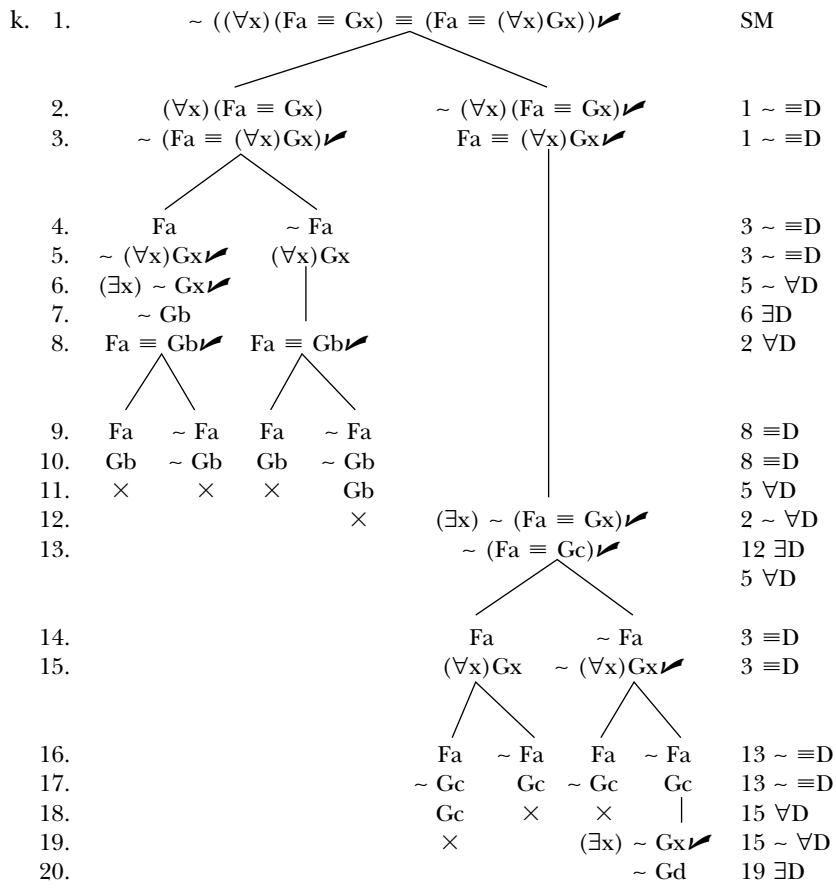 k. 1. ~ ((∀x)(Fa ≡ Gx) ≡ (Fa ≡ (∀x)Gx))✔ SM
2. (∀x)(Fa ≡ Gx) ~ (∀x)(Fa ≡ Gx)✔ 1 ~ ≡D
3. ~ (Fa ≡ (∀x)Gx)✔ Fa ≡ (∀x)Gx✔ 1 ~ ≡D
4. Fa ~ Fa 3 ~ ≡D
5. ~ (∀x)Gx✔ (∀x)Gx 3 ~ ≡D
6. (∃x) ~ Gx✔ 5 ~ ∀D
7. ~ Gb 6 ∃D
8. Fa ≡ Gb✔ Fa ≡ Gb✔ 2 ∀D
9. Fa ~ Fa Fa ~ Fa 8 ≡D
10. Gb ~ Gb Gb ~ Gb 8 ≡D
11. × × × Gb 5 ∀D
12. × (∃x) ~ (Fa ≡ Gx)✔ 2 ~ ∀D
13. ~ (Fa ≡ Gc)✔ 12 ∃D
5 ∀D
14. Fa ~ Fa 3 ≡D
15. (∀x)Gx ~ (∀x)Gx✔ 3 ≡D
16. Fa ~ Fa Fa ~ Fa 13 ~ ≡D
17. ~ Gc Gc ~ Gc Gc 13 ~ ≡D
18. Gc × × 15 ∀D
19. × (∃x) ~ Gx✔ 15 ~ ∀D
20. ~ Gd 19 ∃D